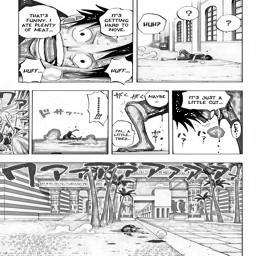 THAT'S
FUNNY. I
ATE PLENTY
OF MEAT...
IT'S
GETTING
HARD TO
MOVE.
HUFF...
HUFF...
HUH?
?
?
MAYBE
I'M...
A LITTLE
TIRED...
IT'S JUST A
LITTLE CUT...